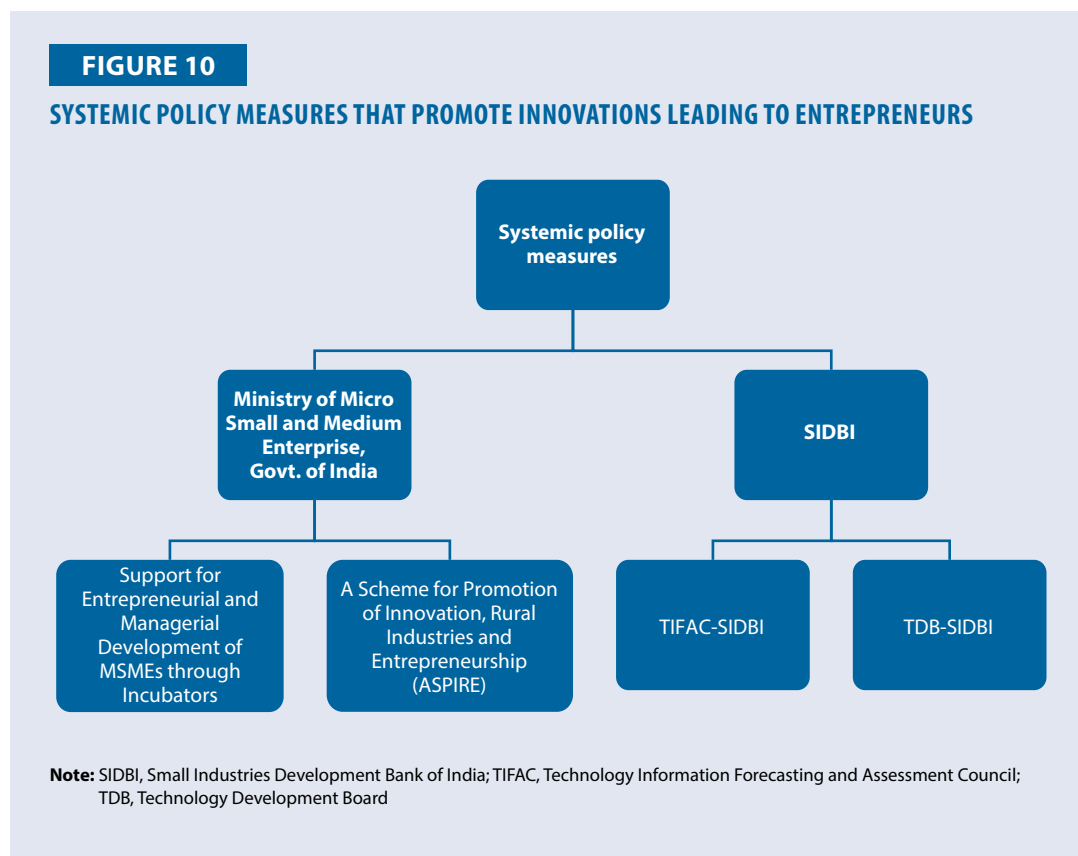 FIGURE 10
SYSTEMIC POLICY MEASURES THAT PROMOTE INNOVATIONS LEADING TO ENTREPRENEURS
Systemic policy
measures
Ministry of Micro
Small and Medium
Enterprise,
Govt. of India
SIDBI
Support for
Entrepreneurial and
Managerial
Development of
MSMEs through
Incubators
A Scheme for Promotion
of Innovation, Rural
Industries and
Entrepreneurship
(ASPIRE)
TIFAC-SIDBI
TDB-SIDBI
Note: SIDBI, Small Industries Development Bank of India; TIFAC, Technology Information Forecasting and Assessment Council;
TDB, Technology Development Board